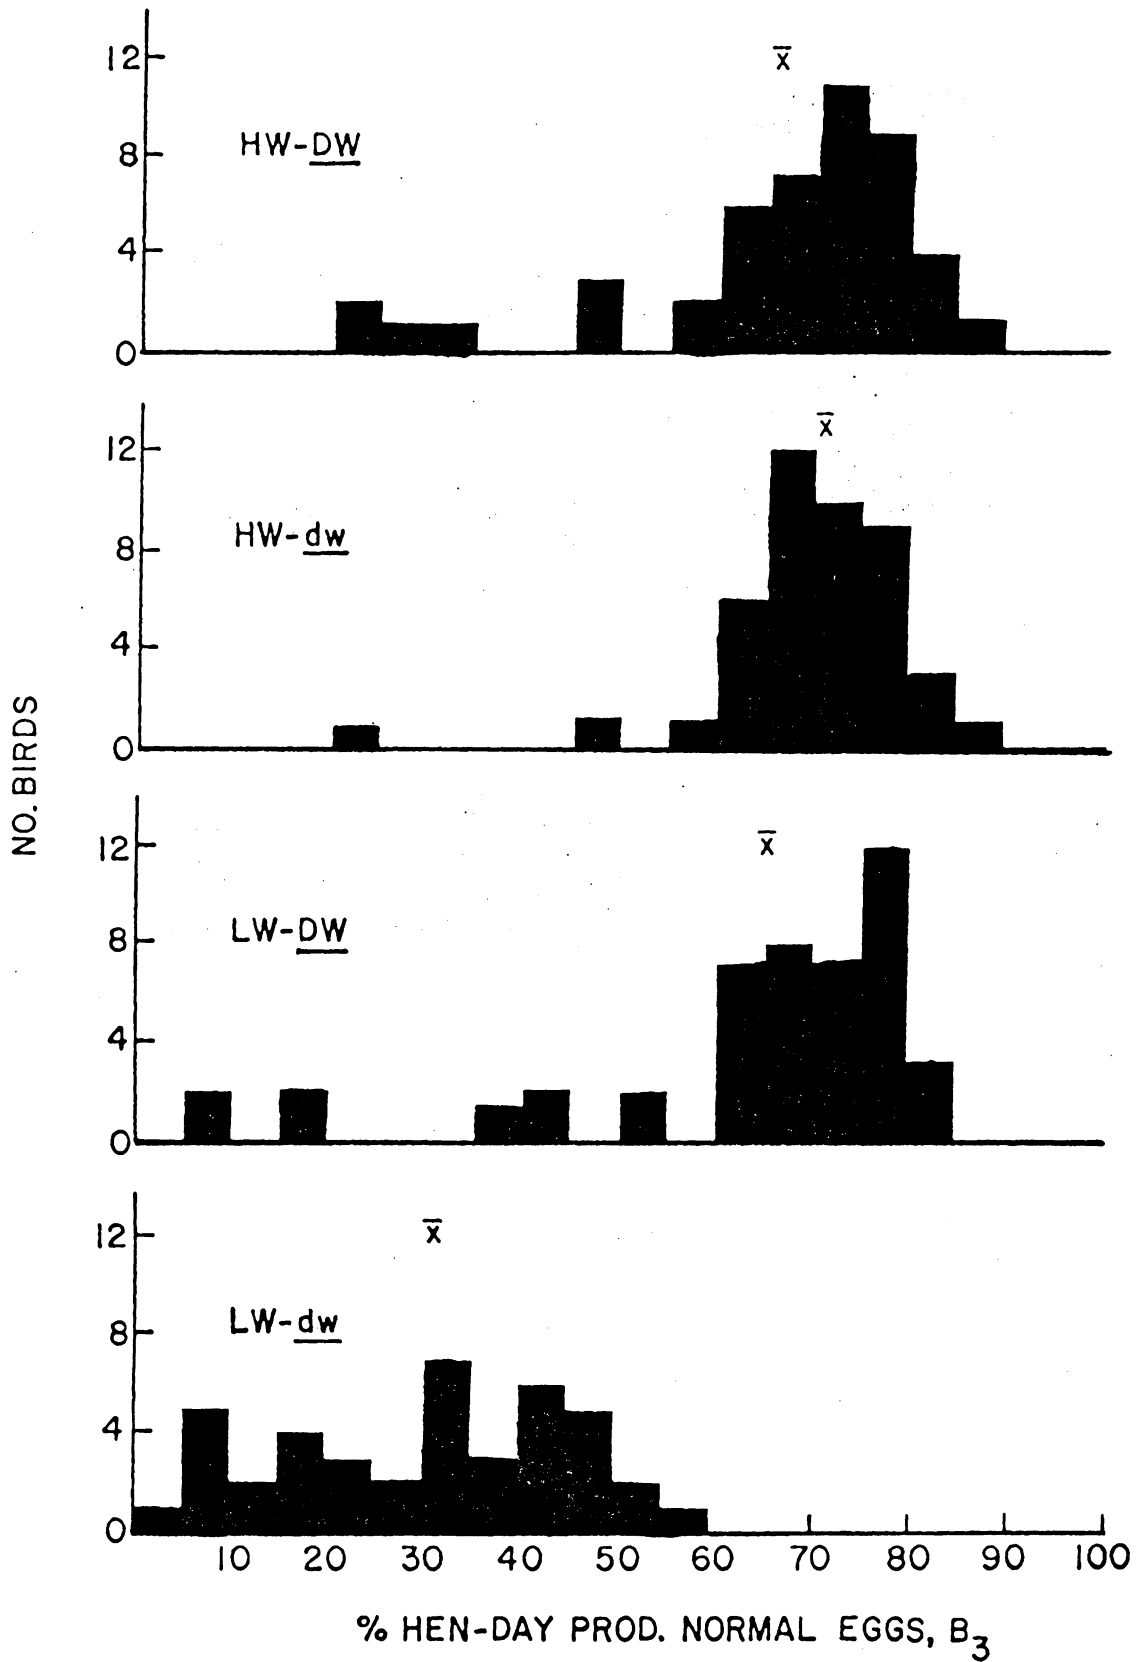 12
x̄
HW-DW
8
4
0
12
x̄
HW-dw
8
4
0
NO. BIRDS
12
x̄
LW-DW
8
4
0
12
x̄
LW-dw
8
4
0
10 20 30 40 50 60 70 80 90 100
% HEN-DAY PROD. NORMAL EGGS, B3